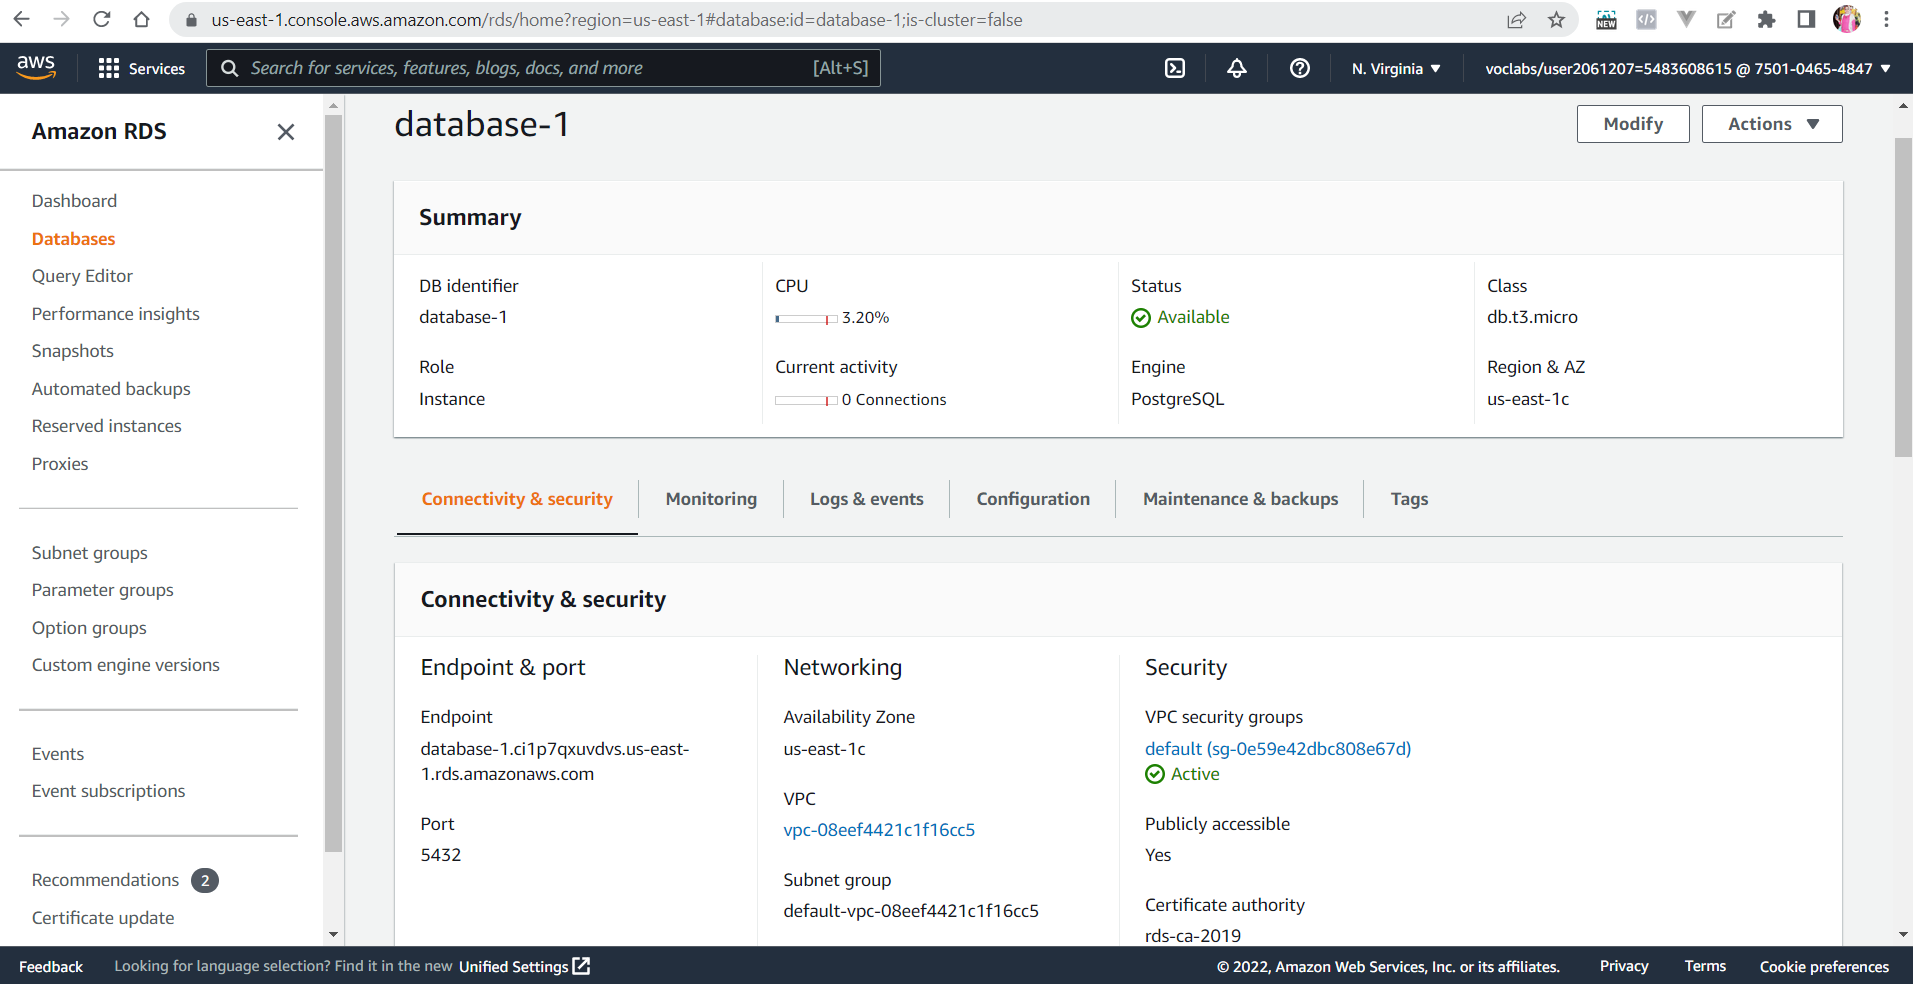 us-east-1.console.aws.amazon.com/rds/home?region=us-east-1#database:id=database-1;is-cluster=false
NEW
aws
Services
Search for services, features, blogs, docs, and more
[Alt+S]
N. Virginia
voclabs/user2061207=5483608615 @ 7501-0465-4847
Amazon RDS
Dashboard
Databases
Query Editor
Performance insights
Snapshots
Automated backups
Reserved instances
Proxies
Subnet groups
Parameter groups
Option groups
Custom engine versions
Events
Event subscriptions
Recommendations 2
Certificate update
database-1
Modify
Actions
Summary
DB identifier
database-1
CPU
3.20%
Status
Available
Class
db.t3.micro
Role
Instance
Current activity
0 Connections
Engine
PostgreSQL
Region & AZ
us-east-1c
Connectivity & security
Monitoring
Logs & events
Configuration
Maintenance & backups
Tags
Connectivity & security
Endpoint & port
Endpoint
database-1.ci1p7qxuvdvs.us-east-
1.rds.amazonaws.com
Port
5432
Networking
Availability Zone
us-east-1c
VPC
vpc-08eef4421c1f16cc5
Subnet group
default-vpc-08eef4421c1f16cc5
Security
VPC security groups
default (sg-0e59e42dbc808e67d)
Active
Publicly accessible
Yes
Certificate authority
rds-ca-2019
Feedback
Looking for language selection? Find it in the new Unified Settings
© 2022, Amazon Web Services, Inc. or its affiliates.
Privacy
Terms
Cookie preferences